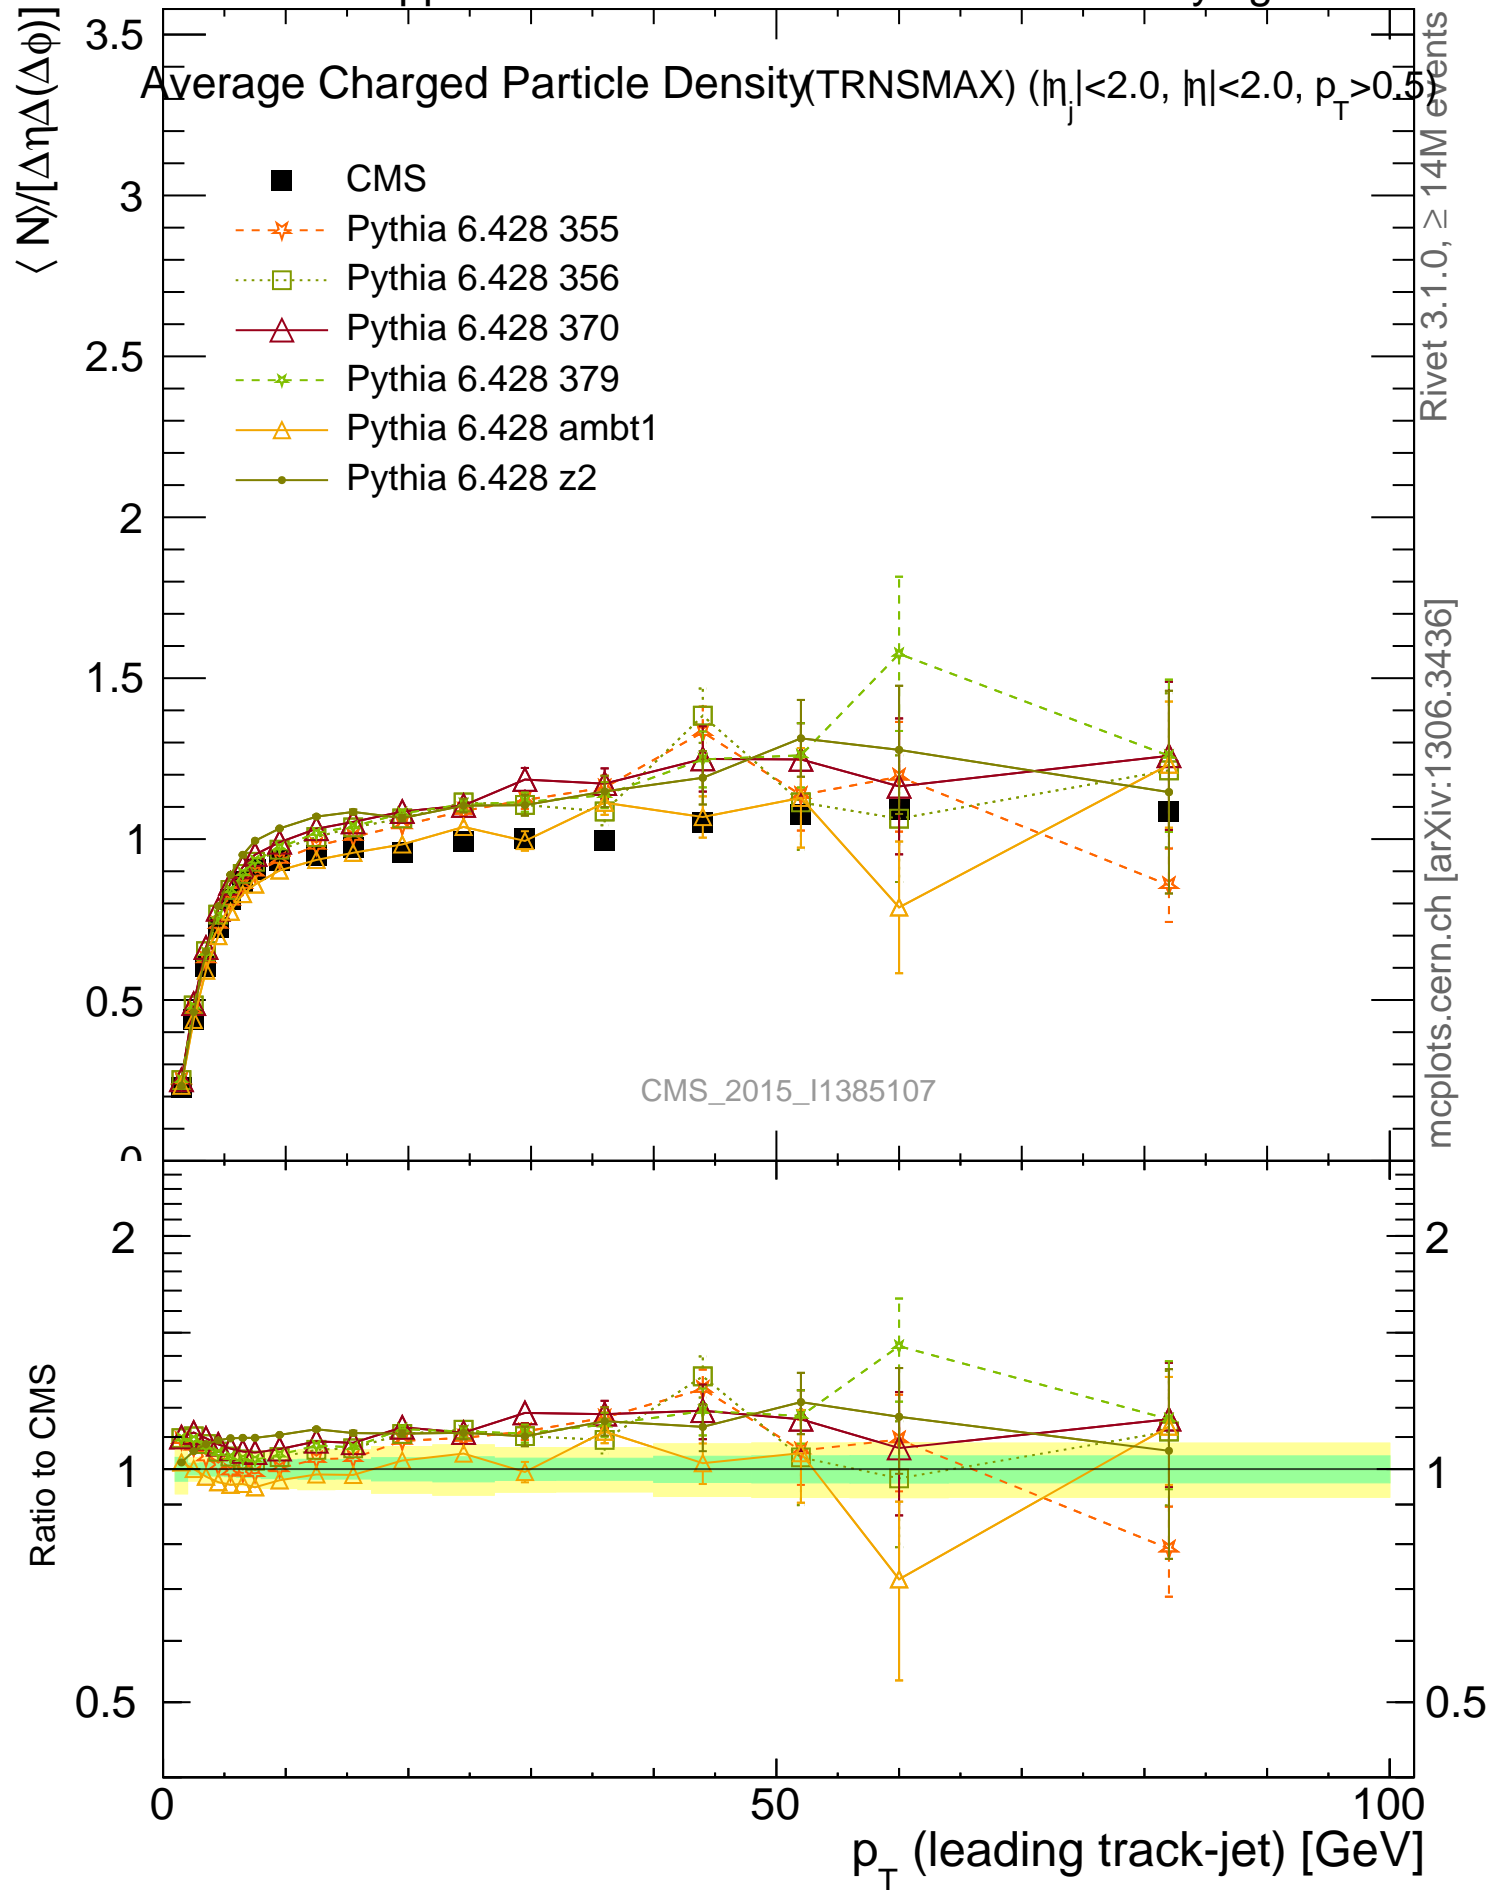 Average Charged Particle Density(TRNSMAX) (|η_j|<2.0, |η|<2.0, p_T>0.5)
⟨ N⟩/[ΔηΔ(Δϕ)]
3.5
3
2.5
2
1.5
1
0.5
0
CMS
Pythia 6.428 355
Pythia 6.428 356
Pythia 6.428 370
Pythia 6.428 379
Pythia 6.428 ambt1
Pythia 6.428 z2
CMS_2015_I1385107
Rivet 3.1.0, ≥ 14M events
mcplots.cern.ch [arXiv:1306.3436]
Ratio to CMS
2
1
0.5
2
1
0.5
0 50 100
p_T (leading track-jet) [GeV]